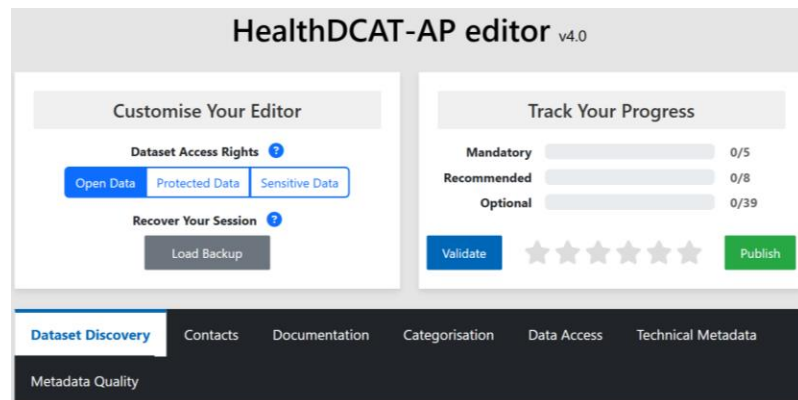 HealthDCAT-AP editor v4.0
Customise Your Editor
Dataset Access Rights ?
Open Data Protected Data Sensitive Data
Recover Your Session ?
Load Backup
Track Your Progress
Mandatory 0/5
Recommended 0/8
Optional 0/39
Validate Publish
Dataset Discovery Contacts Documentation Categorisation Data Access Technical Metadata
Metadata Quality